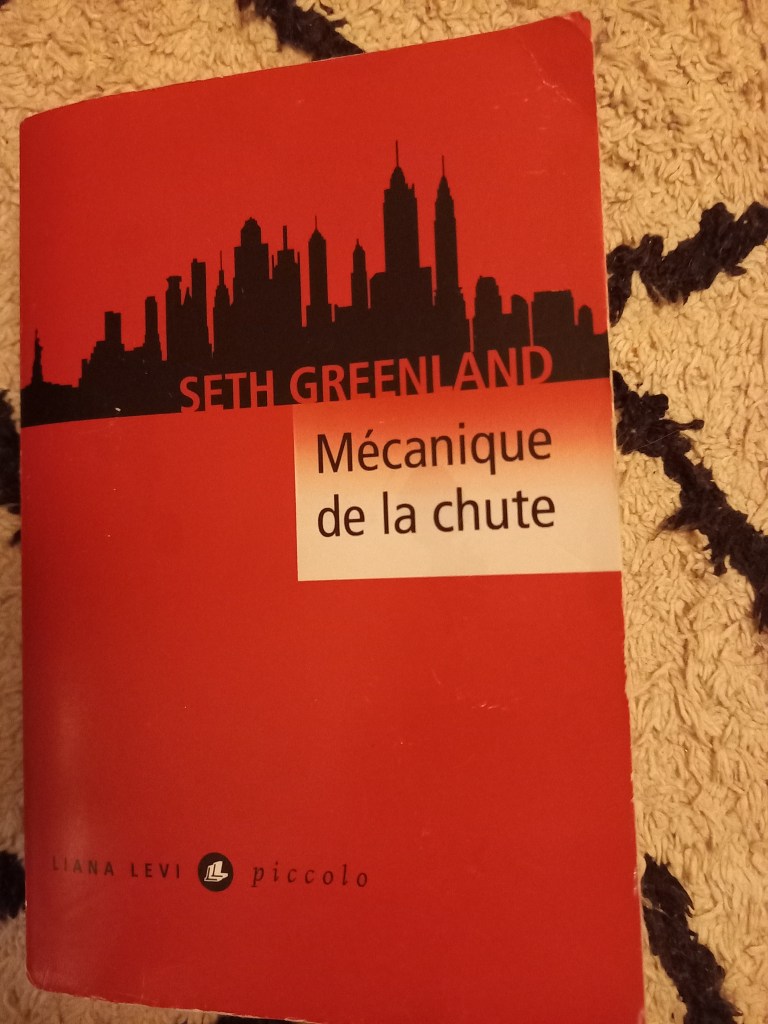 SETH GREENLAND
Mécanique
de la chute
LIANA LEVI piccolo